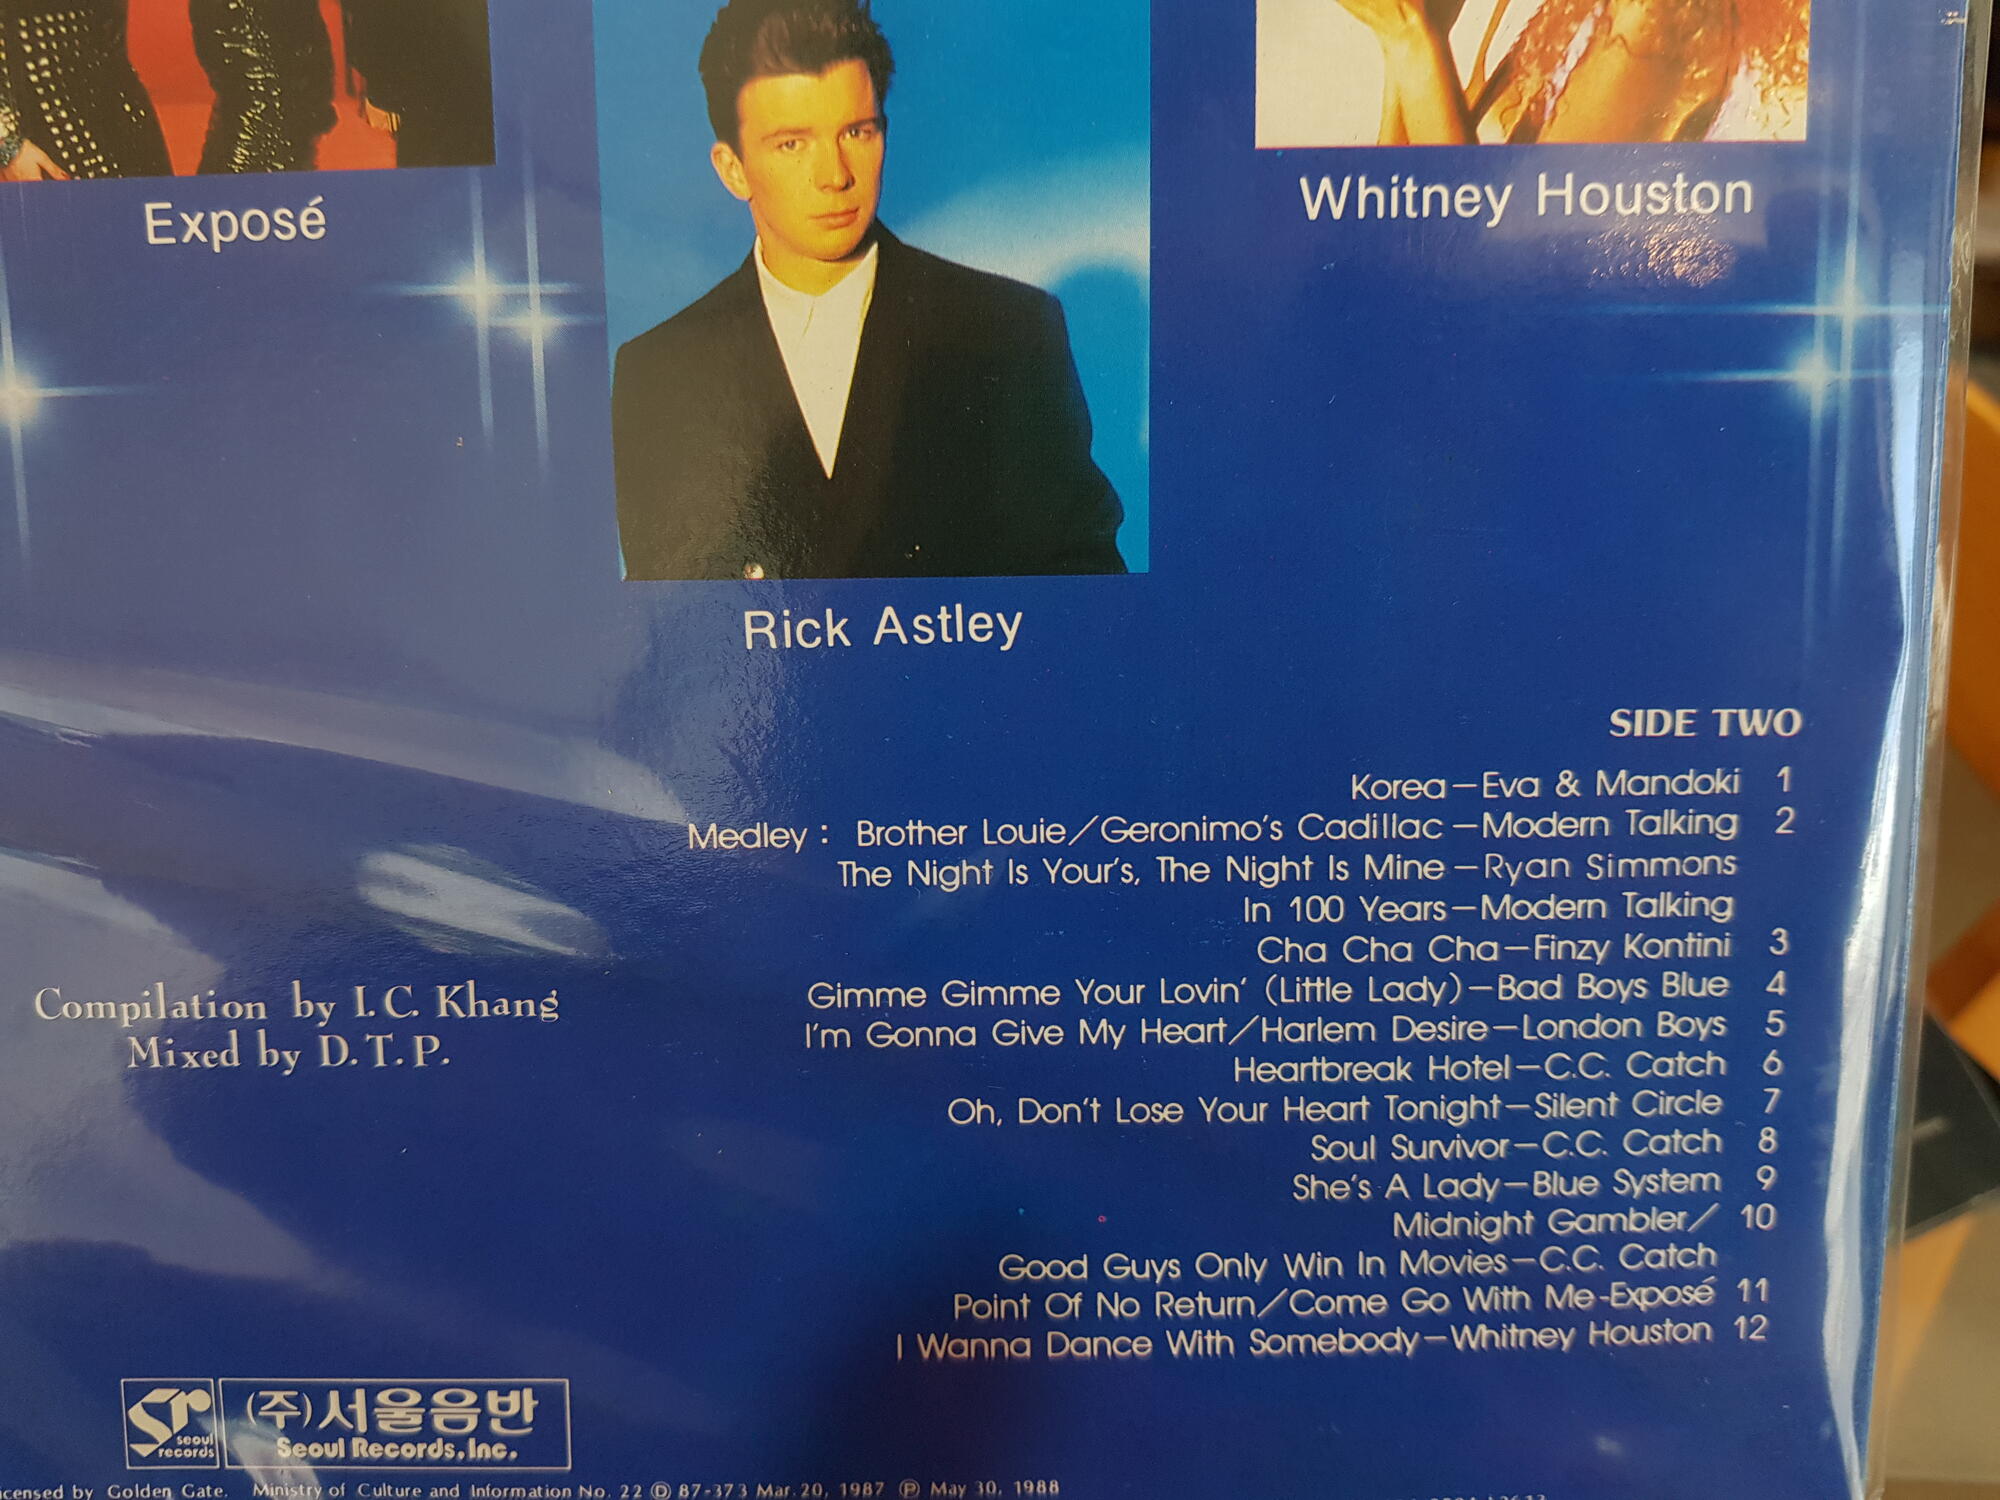 Exposé
Whitney Houston
Rick Astley
SIDE TWO
Korea—Eva & Mandoki 1
Medley : Brother Louie/Geronimo's Cadillac—Modern Talking 2
The Night Is Your's, The Night Is Mine—Ryan Simmons
In 100 Years—Modern Talking
Cha Cha Cha—Finzy Kontini 3
Gimme Gimme Your Lovin' (Little Lady)—Bad Boys Blue 4
I'm Gonna Give My Heart/Harlem Desire—London Boys 5
Heartbreak Hotel—C.C. Catch 6
Oh, Don't Lose Your Heart Tonight—Silent Circle 7
Soul Survivor—C.C. Catch 8
She's A Lady—Blue System 9
Midnight Gambler/ 10
Good Guys Only Win In Movies—C.C. Catch
Point Of No Return/Come Go With Me-Exposé 11
I Wanna Dance With Somebody—Whitney Houston 12
Compilation by I.C. Khang
Mixed by D.T.P.
seoul
records
(주)서울음반
Seoul Records, Inc.
by Golden Gate. Ministry of Culture and Information No. 22 Ⓓ 87-373 Mar. 20, 1987 Ⓟ May 30, 1988